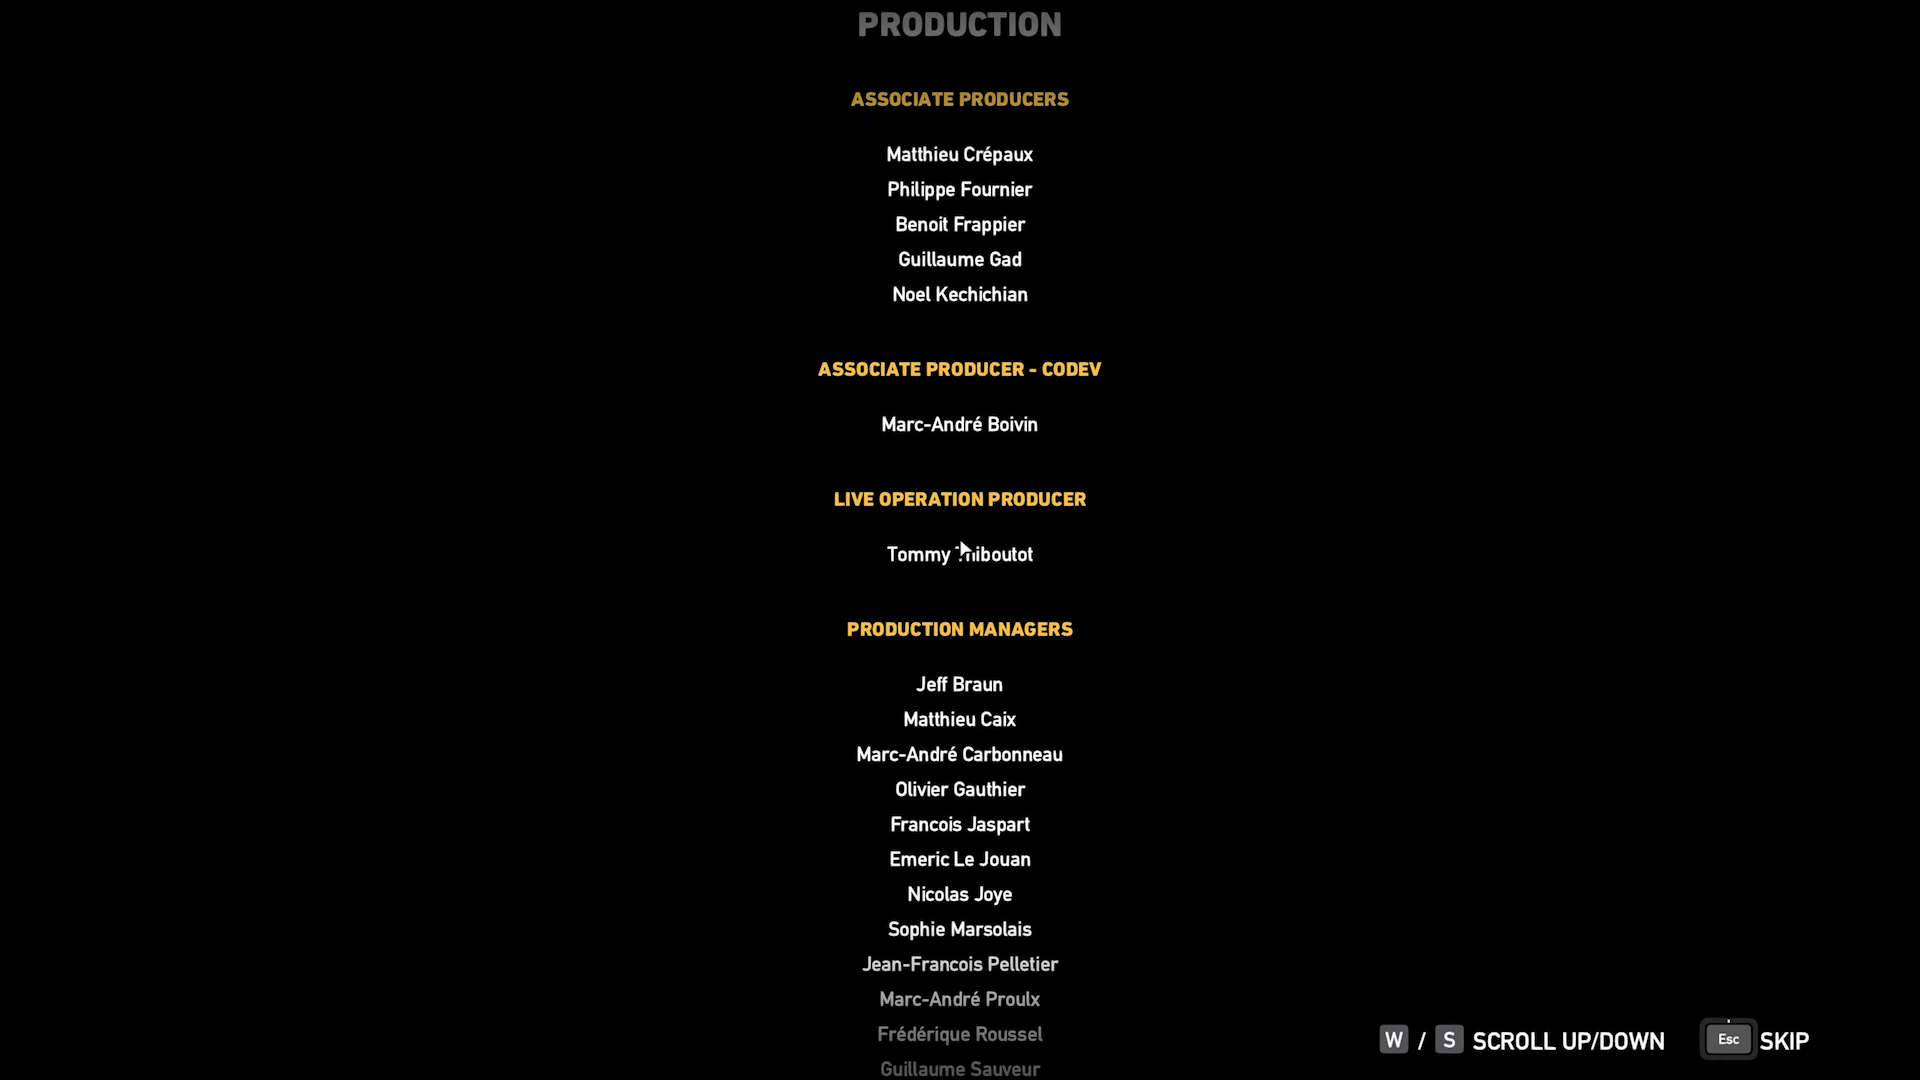 PRODUCTION
ASSOCIATE PRODUCERS
Matthieu Crépaux
Philippe Fournier
Benoit Frappier
Guillaume Gad
Noel Kechichian
ASSOCIATE PRODUCER - CODEV
Marc-André Boivin
LIVE OPERATION PRODUCER
Tommy Thiboutot
PRODUCTION MANAGERS
Jeff Braun
Matthieu Caix
Marc-André Carbonneau
Olivier Gauthier
Francois Jaspart
Emeric Le Jouan
Nicolas Joye
Sophie Marsolais
Jean-Francois Pelletier
Marc-André Proulx
Frédérique Roussel
Guillaume Sauveur
W / S SCROLL UP/DOWN Esc SKIP